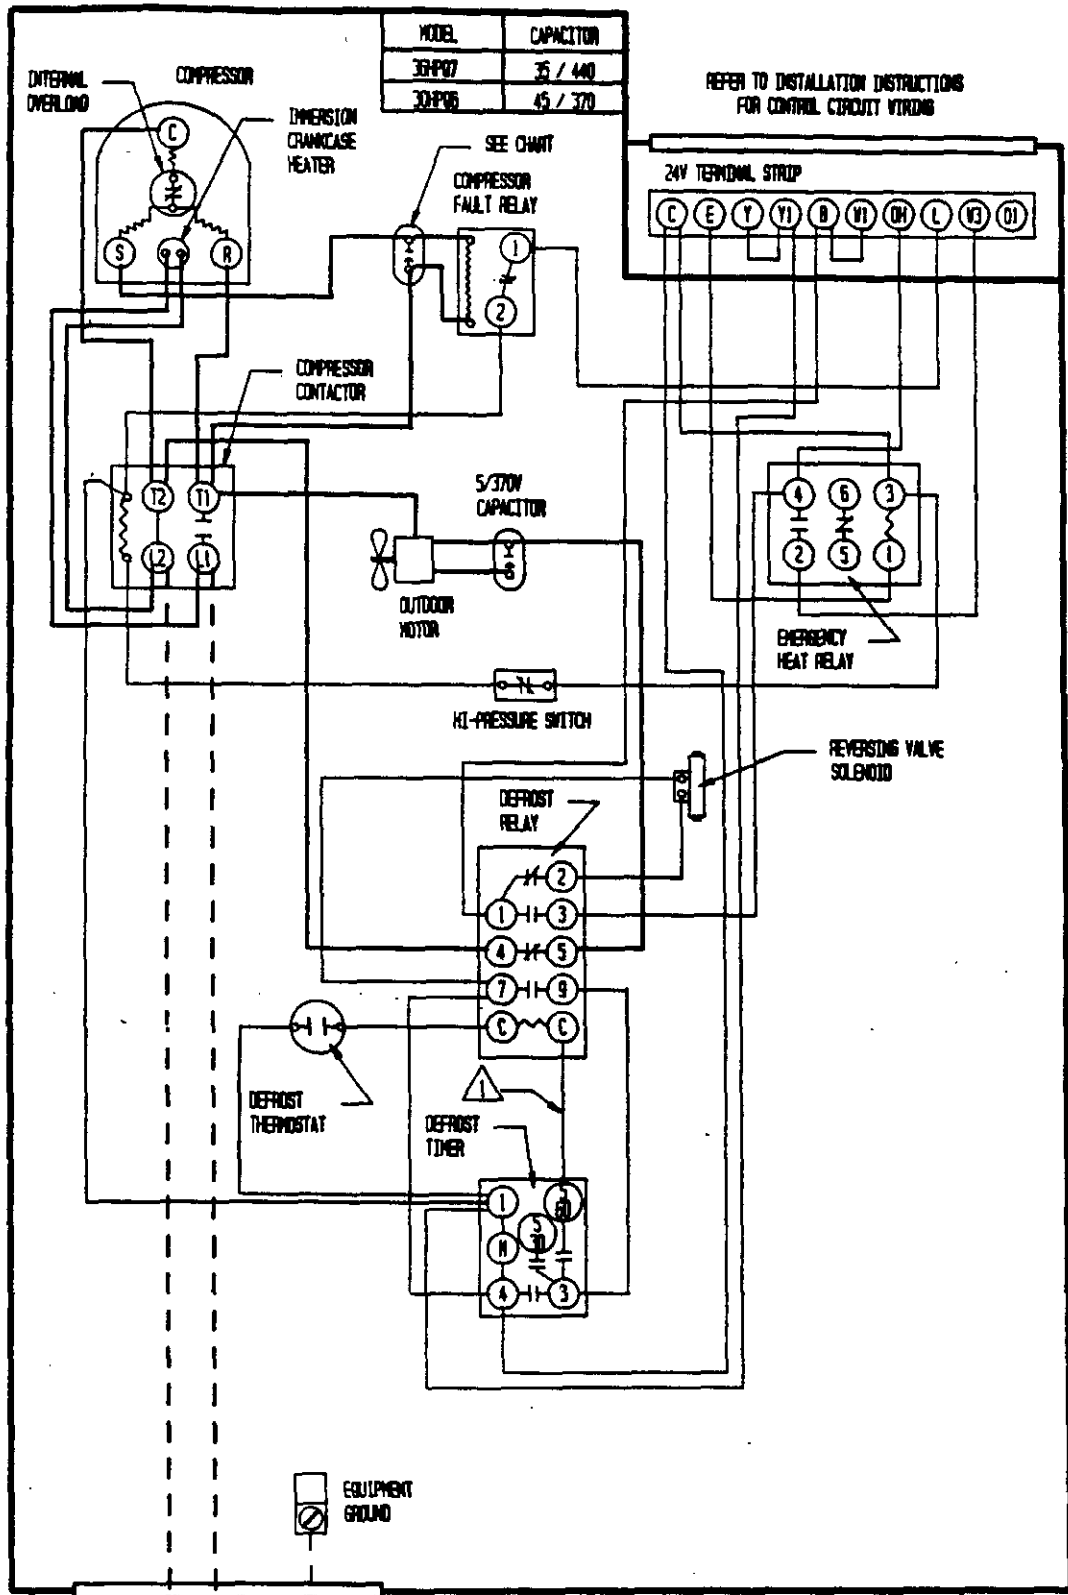 MODEL CAPACITOR
36HP07 35 / 440
30HP06 45 / 370
INTERNAL
OVERLOAD
COMPRESSOR
IMMERSION
CRANKCASE
HEATER
SEE CHART
COMPRESSOR
FAULT RELAY
REFER TO INSTALLATION INSTRUCTIONS
FOR CONTROL CIRCUIT WIRING
24V TERMINAL STRIP
C E Y Y1 B W1 OH L W3 O1
C
S R
1
2
COMPRESSOR
CONTACTOR
T2 T1
L2 L1
5/370V
CAPACITOR
OUTDOOR
MOTOR
4 6 3
2 5 1
EMERGENCY
HEAT RELAY
HI-PRESSURE SWITCH
REVERSING VALVE
SOLENOID
DEFROST
RELAY
2
1 3
4 5
7 9
C C
DEFROST
THERMOSTAT
1
DEFROST
TIMER
1
5
60
5
30
M
4 3
EQUIPMENT
GROUND